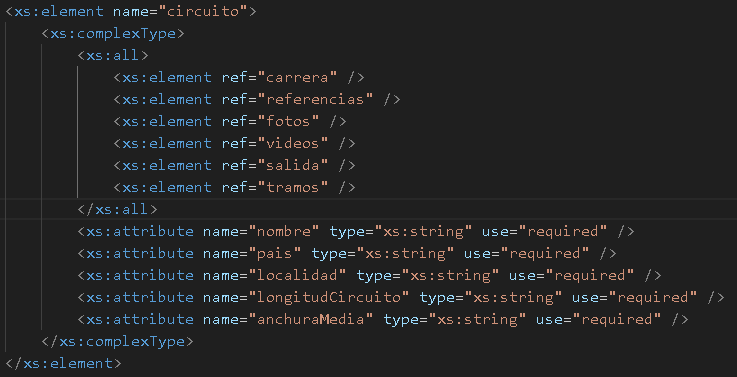 <xs:element name="circuito">
<xs:complexType>
<xs:all>
<xs:element ref="carrera" />
<xs:element ref="referencias" />
<xs:element ref="fotos" />
<xs:element ref="videos" />
<xs:element ref="salida" />
<xs:element ref="tramos" />
</xs:all>
<xs:attribute name="nombre" type="xs:string" use="required" />
<xs:attribute name="pais" type="xs:string" use="required" />
<xs:attribute name="localidad" type="xs:string" use="required" />
<xs:attribute name="longitudCircuito" type="xs:string" use="required" />
<xs:attribute name="anchuraMedia" type="xs:string" use="required" />
</xs:complexType>
</xs:element>